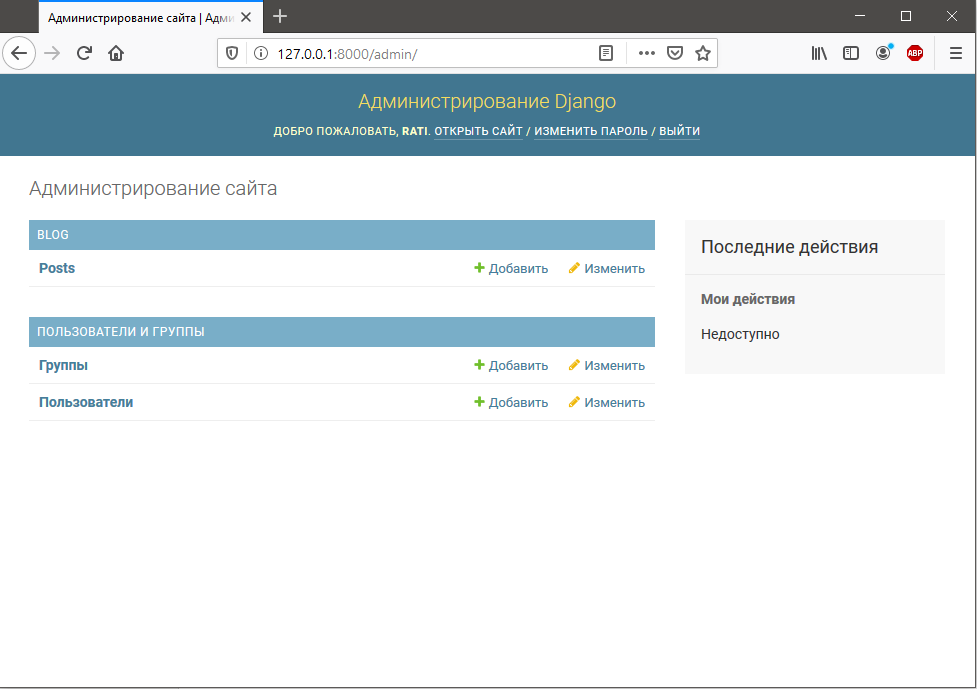 Администрирование сайта | Адми
127.0.0.1:8000/admin/
ABP
Администрирование Django
ДОБРО ПОЖАЛОВАТЬ, RATI. ОТКРЫТЬ САЙТ / ИЗМЕНИТЬ ПАРОЛЬ / ВЫЙТИ
Администрирование сайта
BLOG
Posts Добавить Изменить
ПОЛЬЗОВАТЕЛИ И ГРУППЫ
Группы Добавить Изменить
Пользователи Добавить Изменить
Последние действия
Мои действия
Недоступно